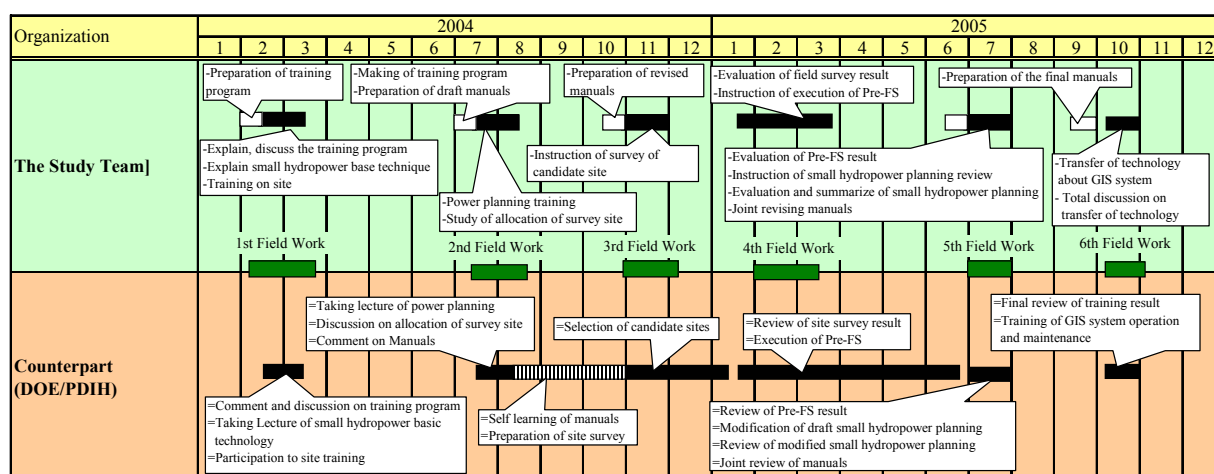 Organization
2004
2005
1 2 3 4 5 6 7 8 9 10 11 12 1 2 3 4 5 6 7 8 9 10 11 12
The Study Team]
-Preparation of training
program
-Making of training program
-Preparation of draft manuals
-Preparation of revised
manuals
-Evaluation of field survey result
-Instruction of execution of Pre-FS
-Preparation of the final manuals
-Explain, discuss the training program
-Explain small hydropower base technique
-Training on site
-Power planning training
-Study of allocation of survey site
-Instruction of survey of
candidate site
-Evaluation of Pre-FS result
-Instruction of small hydropower planning review
-Evaluation and summarize of small hydropower planning
-Joint revising manuals
-Transfer of technology
about GIS system
- Total discussion on
transfer of technology
1st Field Work
2nd Field Work
3rd Field Work
4th Field Work
5th Field Work
6th Field Work
Counterpart
(DOE/PDIH)
=Taking lecture of power planning
=Discussion on allocation of survey site
=Comment on Manuals
=Selection of candidate sites
=Review of site survey result
=Execution of Pre-FS
=Final review of training result
=Training of GIS system operation
and maintenance
=Comment and discussion on training program
=Taking Lecture of small hydropower basic
technology
=Participation to site training
=Self learning of manuals
=Preparation of site survey
=Review of Pre-FS result
=Modification of draft small hydropower planning
=Review of modified small hydropower planning
=Joint review of manuals